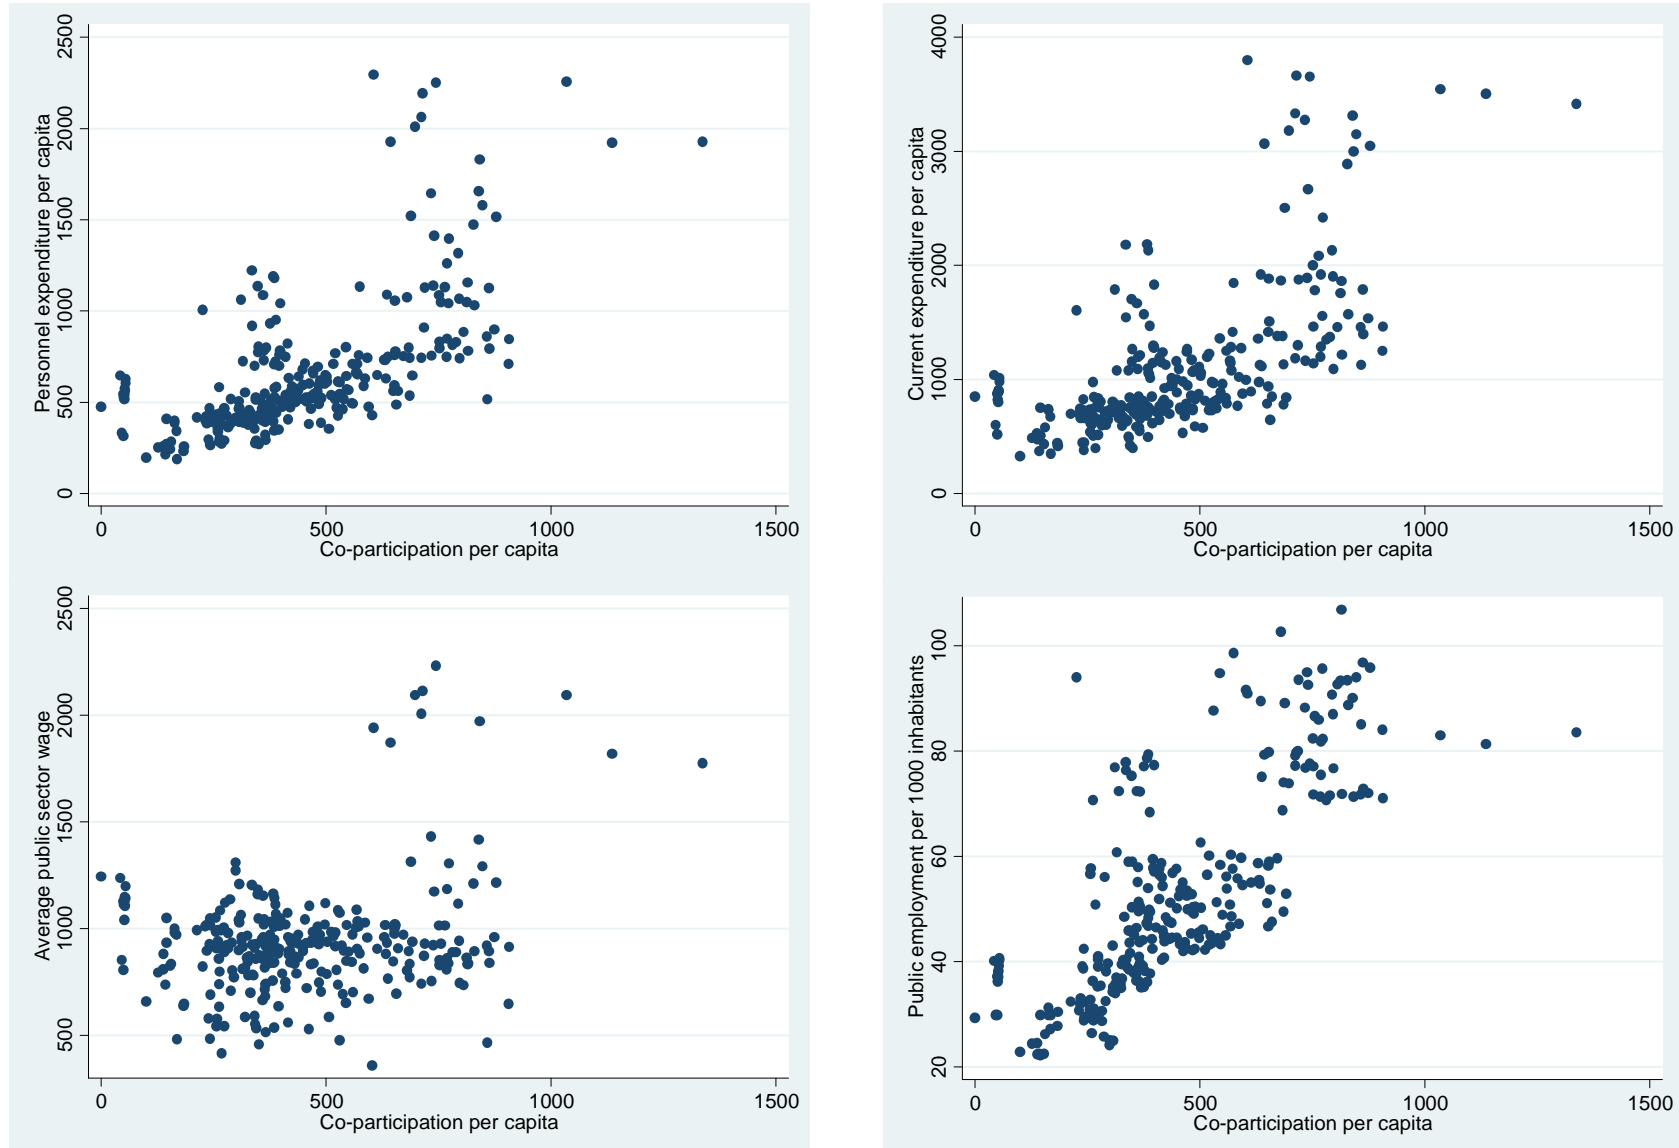 2500
2000
1500
1000
500
0
Personnel expenditure per capita
0 500 1000 1500
Co-participation per capita
4000
3000
2000
1000
0
Current expenditure per capita
0 500 1000 1500
Co-participation per capita
2500
2000
1500
1000
500
Average public sector wage
0 500 1000 1500
Co-participation per capita
100
80
60
40
20
Public employment per 1000 inhabitants
0 500 1000 1500
Co-participation per capita